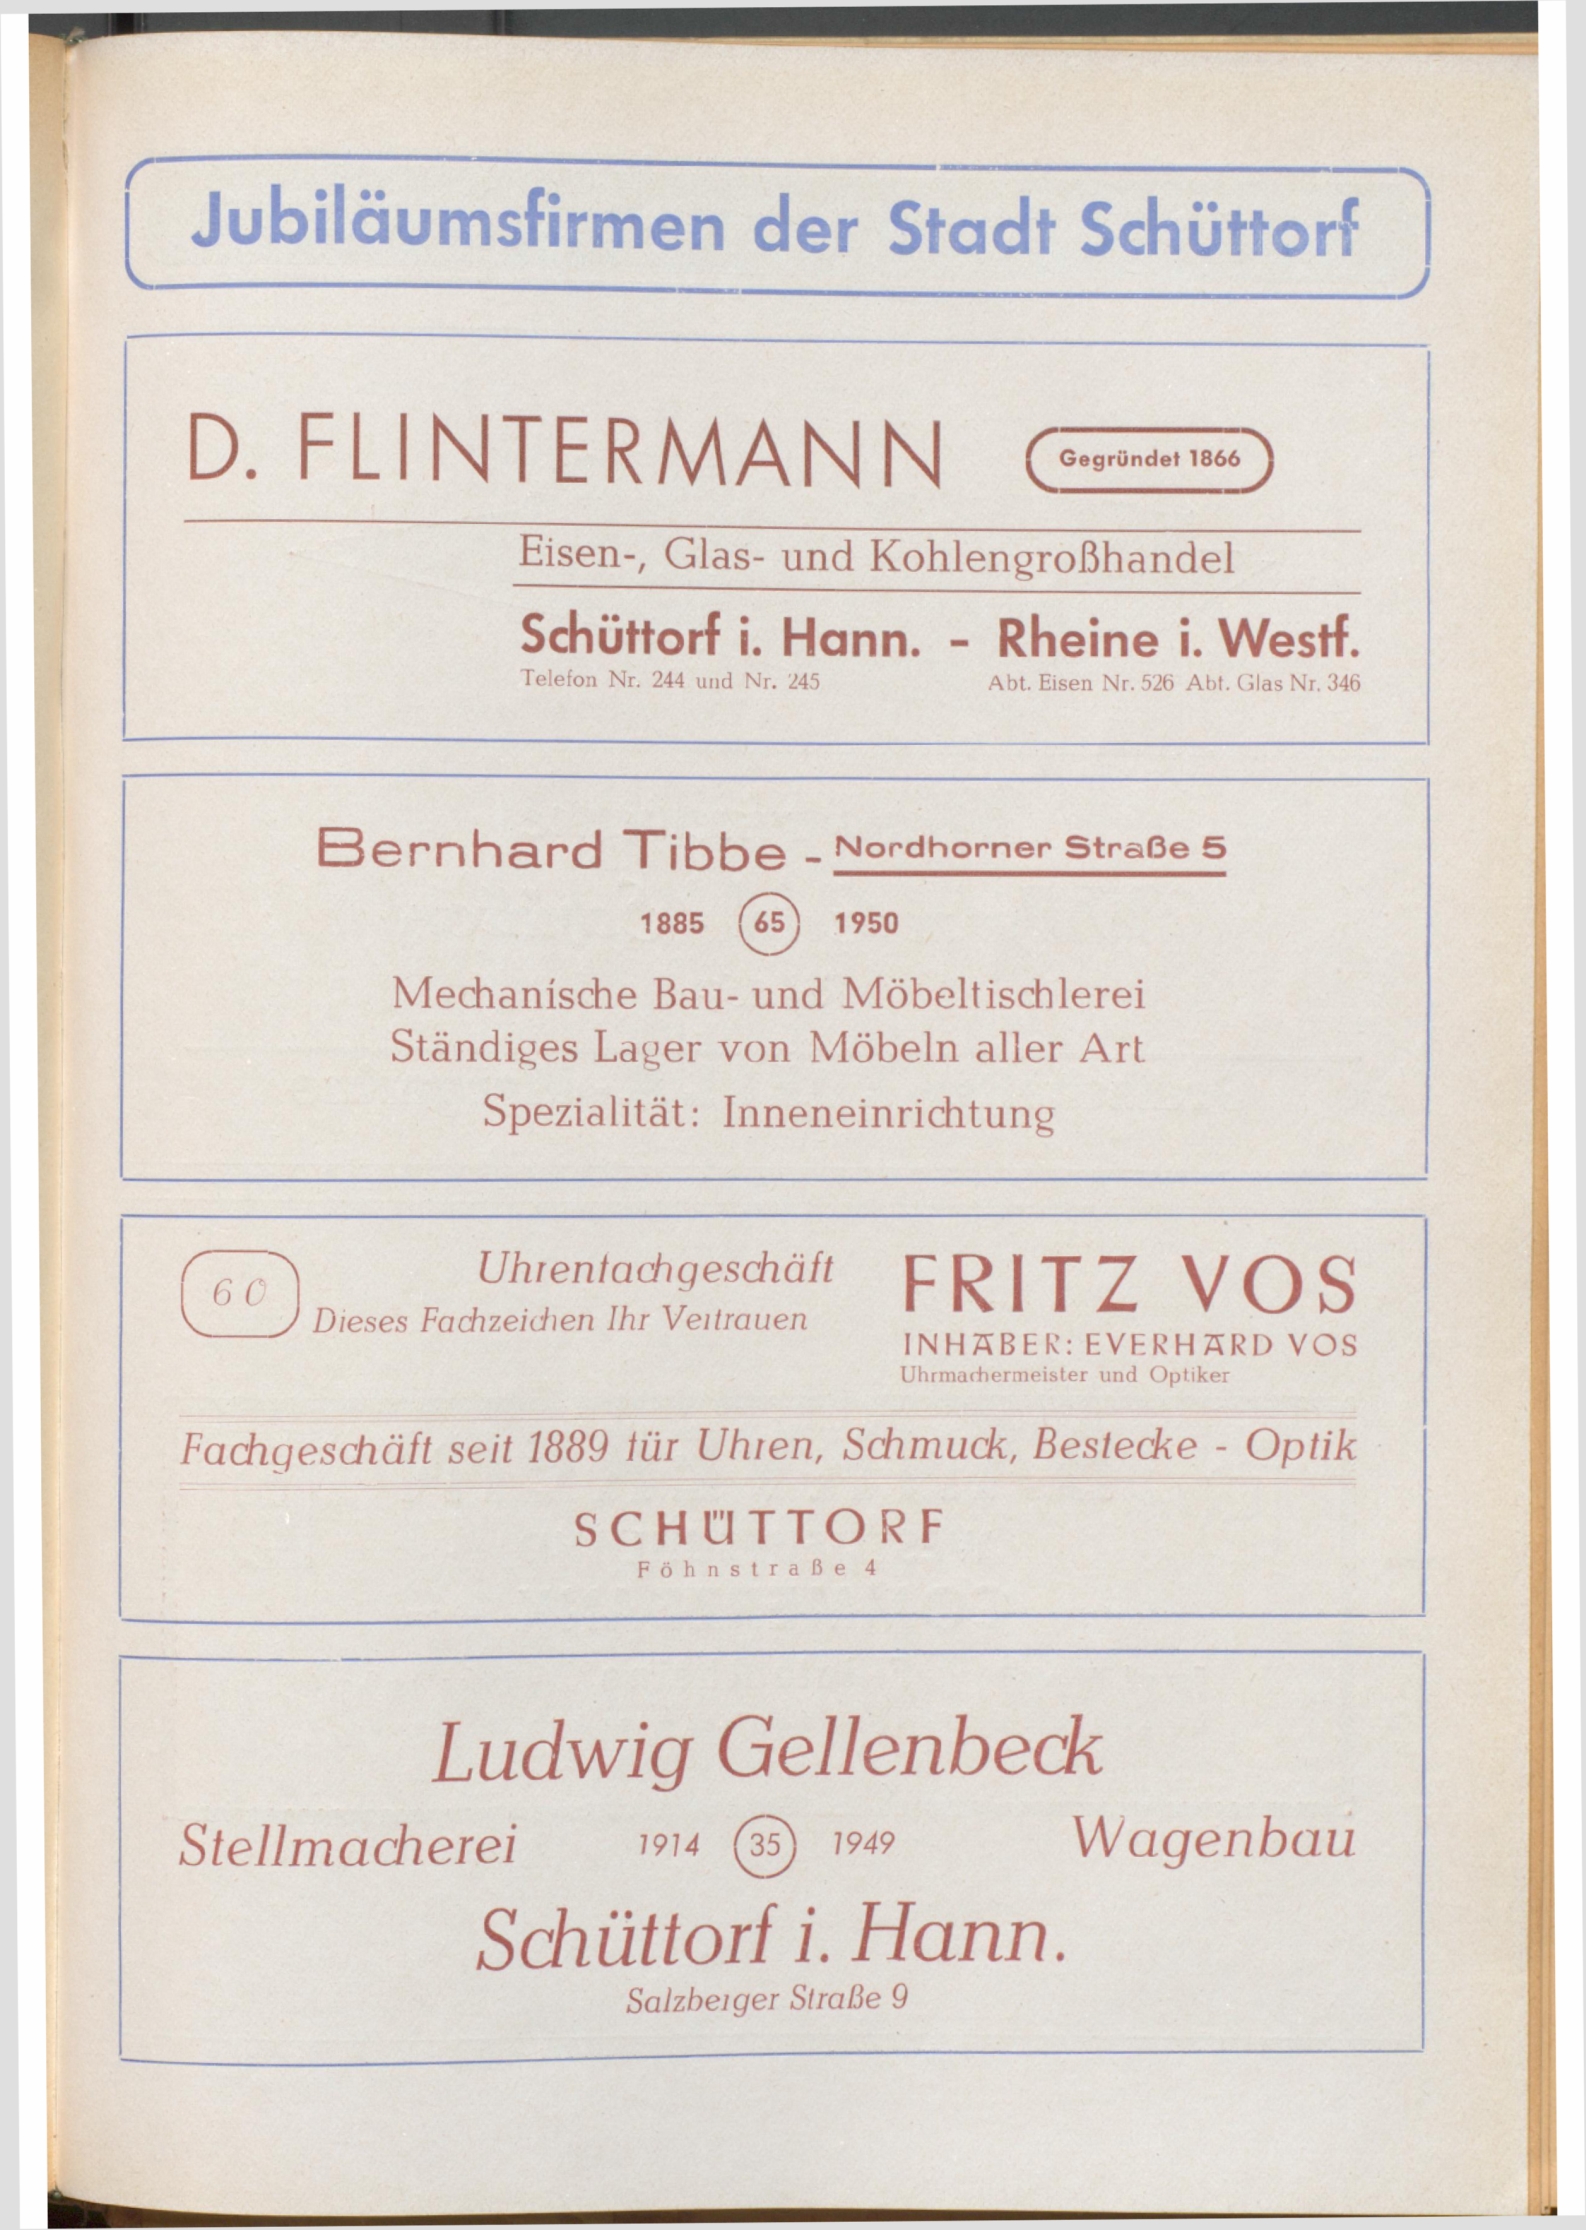 Jubiläumsfirmen der Stadt Schüttorf
D. FLINTERMANN
Gegründet 1866
Eisen-, Glas- und Kohlengroßhandel
Schüttorf i. Hann. - Rheine i. Westf.
Telefon Nr. 244 und Nr. 245 Abt. Eisen Nr. 526 Abt. Glas Nr. 346
Bernhard Tibbe - Nordhorner Straße 5
1885 65 1950
Mechanische Bau- und Möbeltischlerei
Ständiges Lager von Möbeln aller Art
Spezialität: Inneneinrichtung
60
Uhrenfachgeschäft
Dieses Fachzeichen Ihr Vertrauen
FRITZ VOS
INHABER: EVERHARD VOS
Uhrmachermeister und Optiker
Fachgeschäft seit 1889 für Uhren, Schmuck, Bestecke - Optik
SCHÜTTORF
Föhnstraße 4
Ludwig Gellenbeck
Stellmacherei 1914 35 1949 Wagenbau
Schüttorf i. Hann.
Salzberger Straße 9